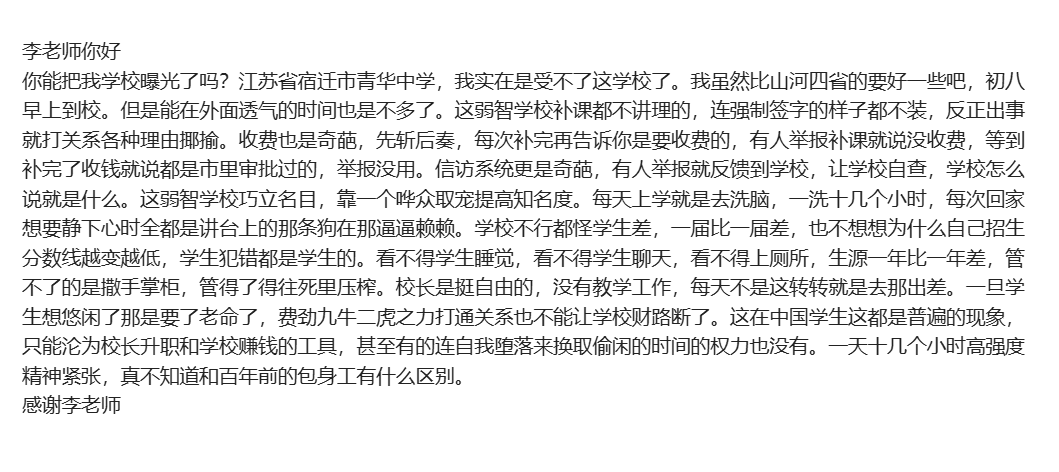 李老师你好
你能把我学校曝光了吗？江苏省宿迁市青华中学，我实在是受不了这学校了。我虽然比山河四省的要好一些吧，初八
早上到校。但是能在外面透气的时间也是不多了。这弱智学校补课都不讲理的，连强制签字的样子都不装，反正出事
就打关系各种理由揶揄。收费也是奇葩，先斩后奏，每次补完再告诉你是要收费的，有人举报补课就说没收费，等到
补完了收钱就说都是市里审批过的，举报没用。信访系统更是奇葩，有人举报就反馈到学校，让学校自查，学校怎么
说就是什么。这弱智学校巧立名目，靠一个哗众取宠提高知名度。每天上学就是去洗脑，一洗十几个小时，每次回家
想要静下心时全都是讲台上的那条狗在那逼逼赖赖。学校不行都怪学生差，一届比一届差，也不想想为什么自己招生
分数线越变越低，学生犯错都是学生的。看不得学生睡觉，看不得学生聊天，看不得上厕所，生源一年比一年差，管
不了的是撒手掌柜，管得了得往死里压榨。校长是挺自由的，没有教学工作，每天不是这转转就是去那出差。一旦学
生想悠闲了那是要了老命了，费劲九牛二虎之力打通关系也不能让学校财路断了。这在中国学生这都是普遍的现象，
只能沦为校长升职和学校赚钱的工具，甚至有的连自我堕落来换取偷闲的时间的权力也没有。一天十几个小时高强度
精神紧张，真不知道和百年前的包身工有什么区别。
感谢李老师